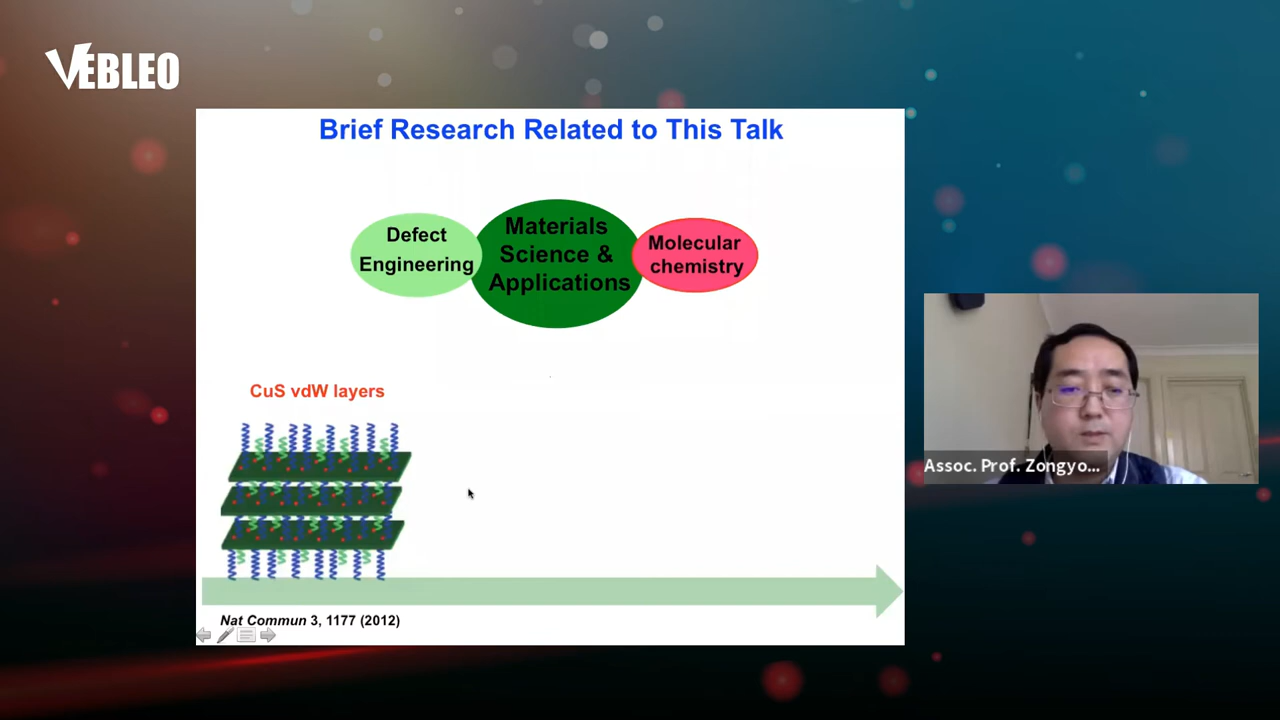 VEBLEO
Brief Research Related to This Talk
Defect
Engineering
Materials
Science &
Applications
Molecular
chemistry
CuS vdW layers
Assoc. Prof. Zongyo...
Nat Commun 3, 1177 (2012)